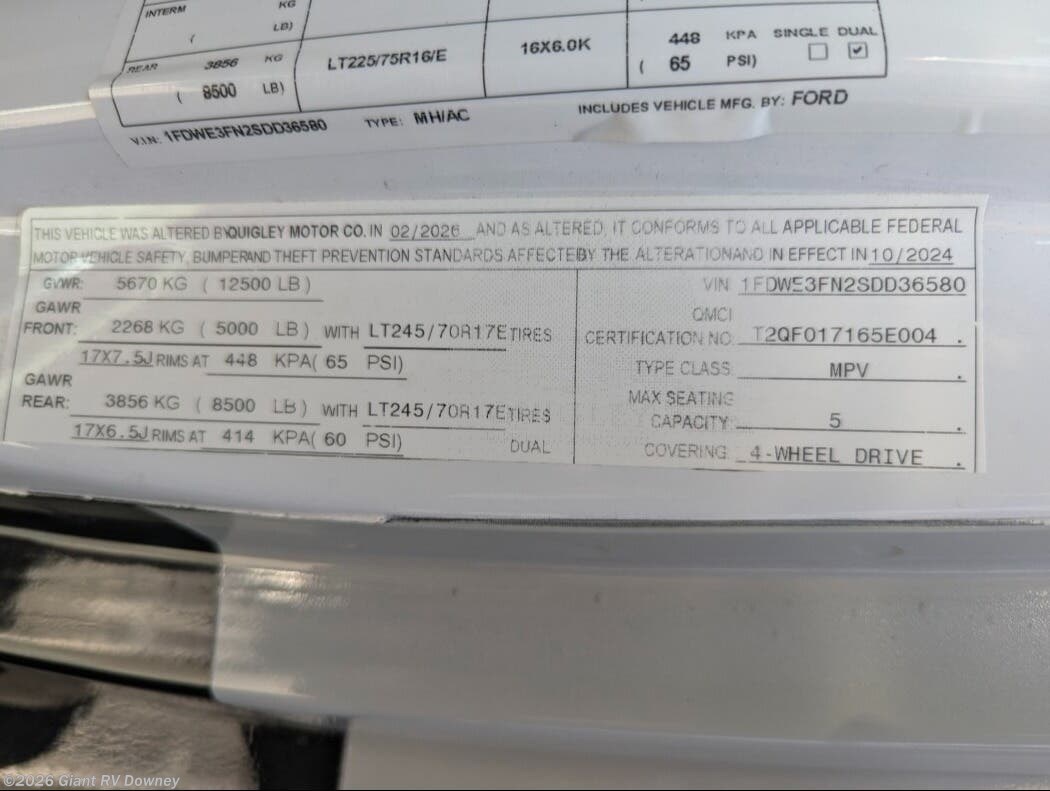 INTERM KG
( LB)
REAR 3856 KG LT225/75R16/E 16X6.0K 448 KPA SINGLE DUAL
( 8500 LB) ( 65 PSI)
V.I.N: 1FDWE3FN2SDD36580 TYPE: MH/AC INCLUDES VEHICLE MFG. BY: FORD
THIS VEHICLE WAS ALTERED BY QUIGLEY MOTOR CO. IN 02/2026 AND AS ALTERED, IT CONFORMS TO ALL APPLICABLE FEDERAL
MOTOR VEHICLE SAFETY, BUMPER AND THEFT PREVENTION STANDARDS AFFECTE BY THE ALTERATION AND IN EFFECT IN 10/2024
GVWR: 5670 KG ( 12500 LB )
GAWR
FRONT: 2268 KG ( 5000 LB ) WITH LT245/70R17E TIRES
17X7.5J RIMS AT 448 KPA( 65 PSI)
GAWR
REAR: 3856 KG ( 8500 LB ) WITH LT245/70R17E TIRES
17X6.5J RIMS AT 414 KPA( 60 PSI) DUAL
VIN 1FDWE3FN2SDD36580
QMCI
CERTIFICATION NO. T2QF017165E004 .
TYPE CLASS MPV .
MAX SEATING
CAPACITY: 5 .
COVERING: 4-WHEEL DRIVE .
©2026 Giant RV Downey